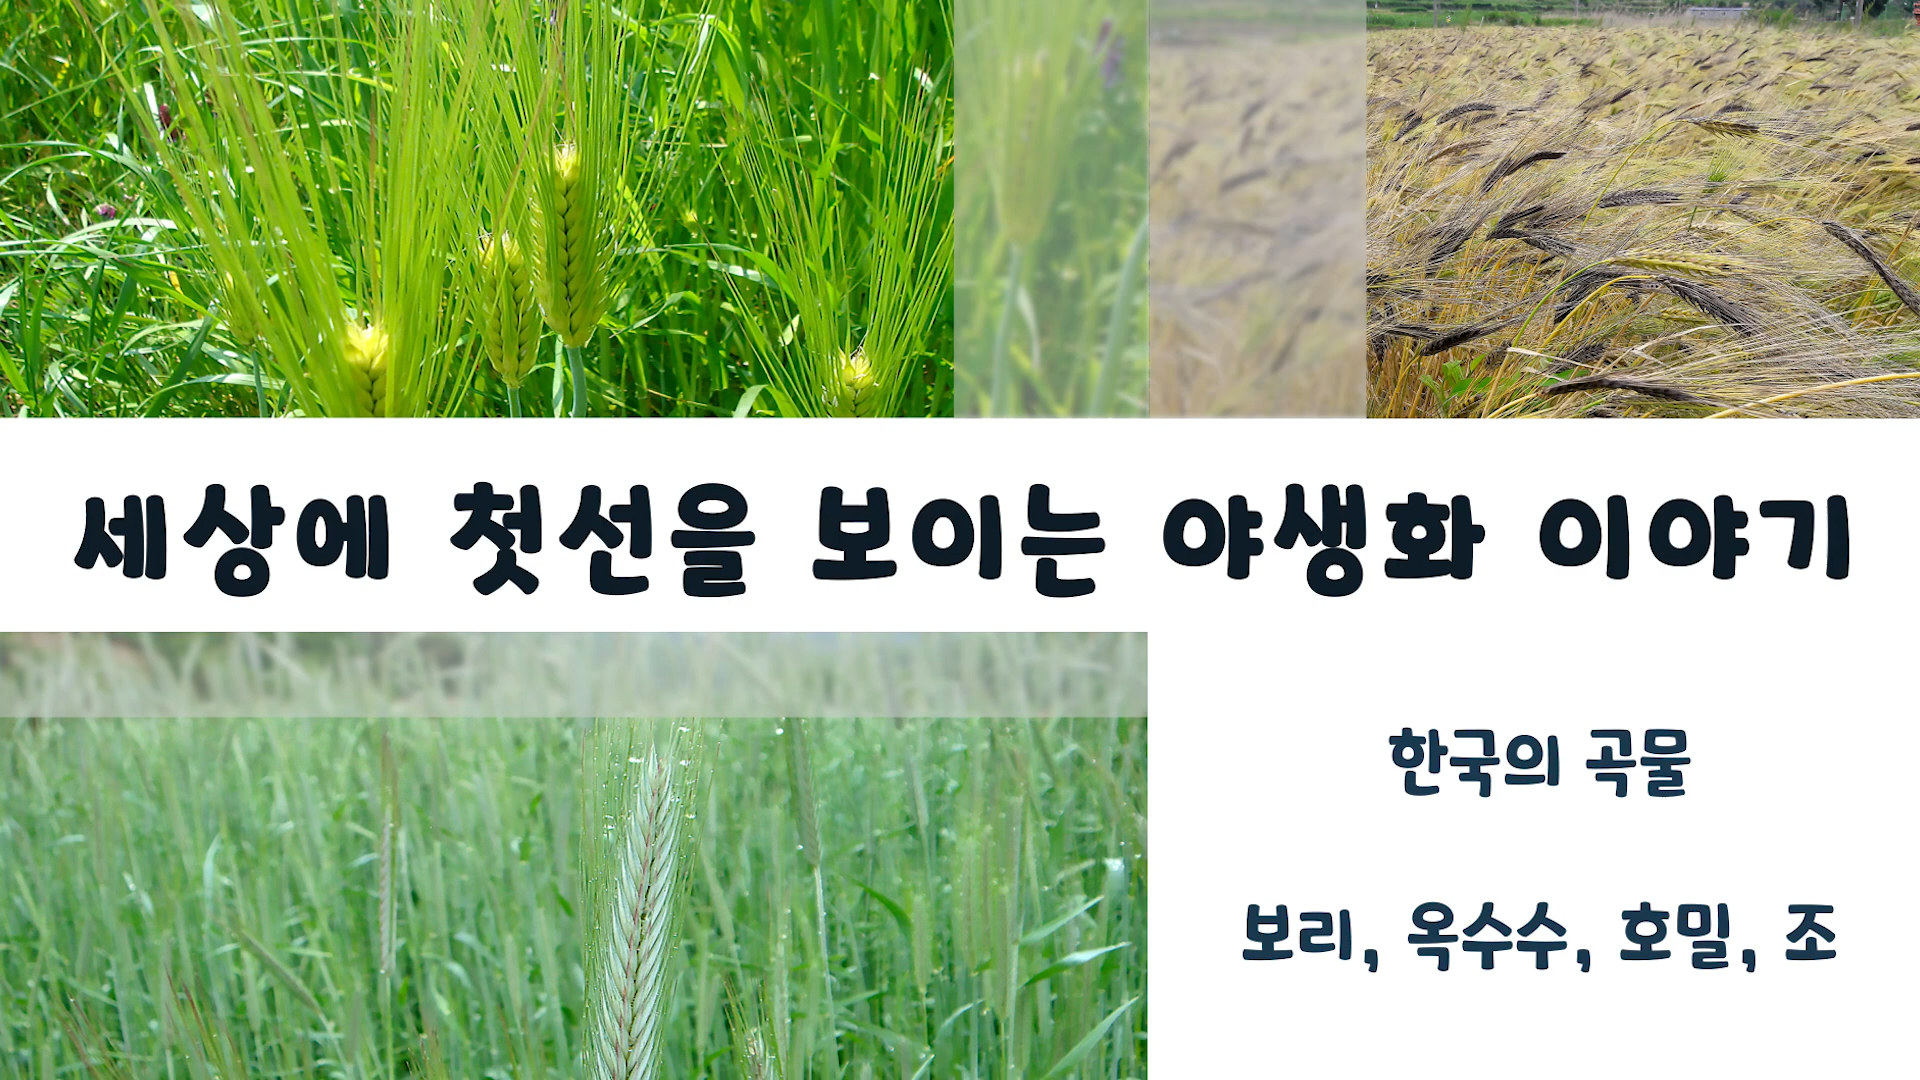 세상에 첫선을 보이는 야생화 이야기
한국의 곡물
보리, 옥수수, 호밀, 조